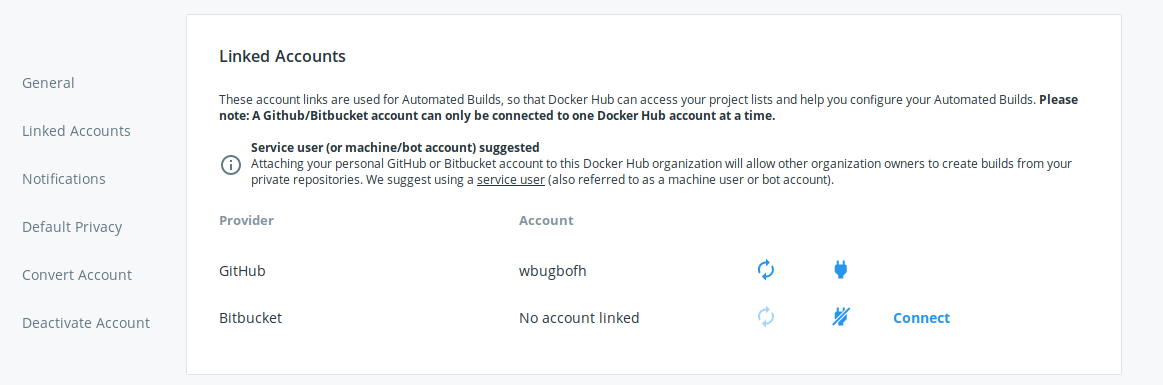 General
Linked Accounts
Notifications
Default Privacy
Convert Account
Deactivate Account
Linked Accounts
These account links are used for Automated Builds, so that Docker Hub can access your project lists and help you configure your Automated Builds. Please
note: A Github/Bitbucket account can only be connected to one Docker Hub account at a time.
Service user (or machine/bot account) suggested
Attaching your personal GitHub or Bitbucket account to this Docker Hub organization will allow other organization owners to create builds from your
private repositories. We suggest using a service user (also referred to as a machine user or bot account).
Provider Account
GitHub wbugbofh
Bitbucket No account linked Connect